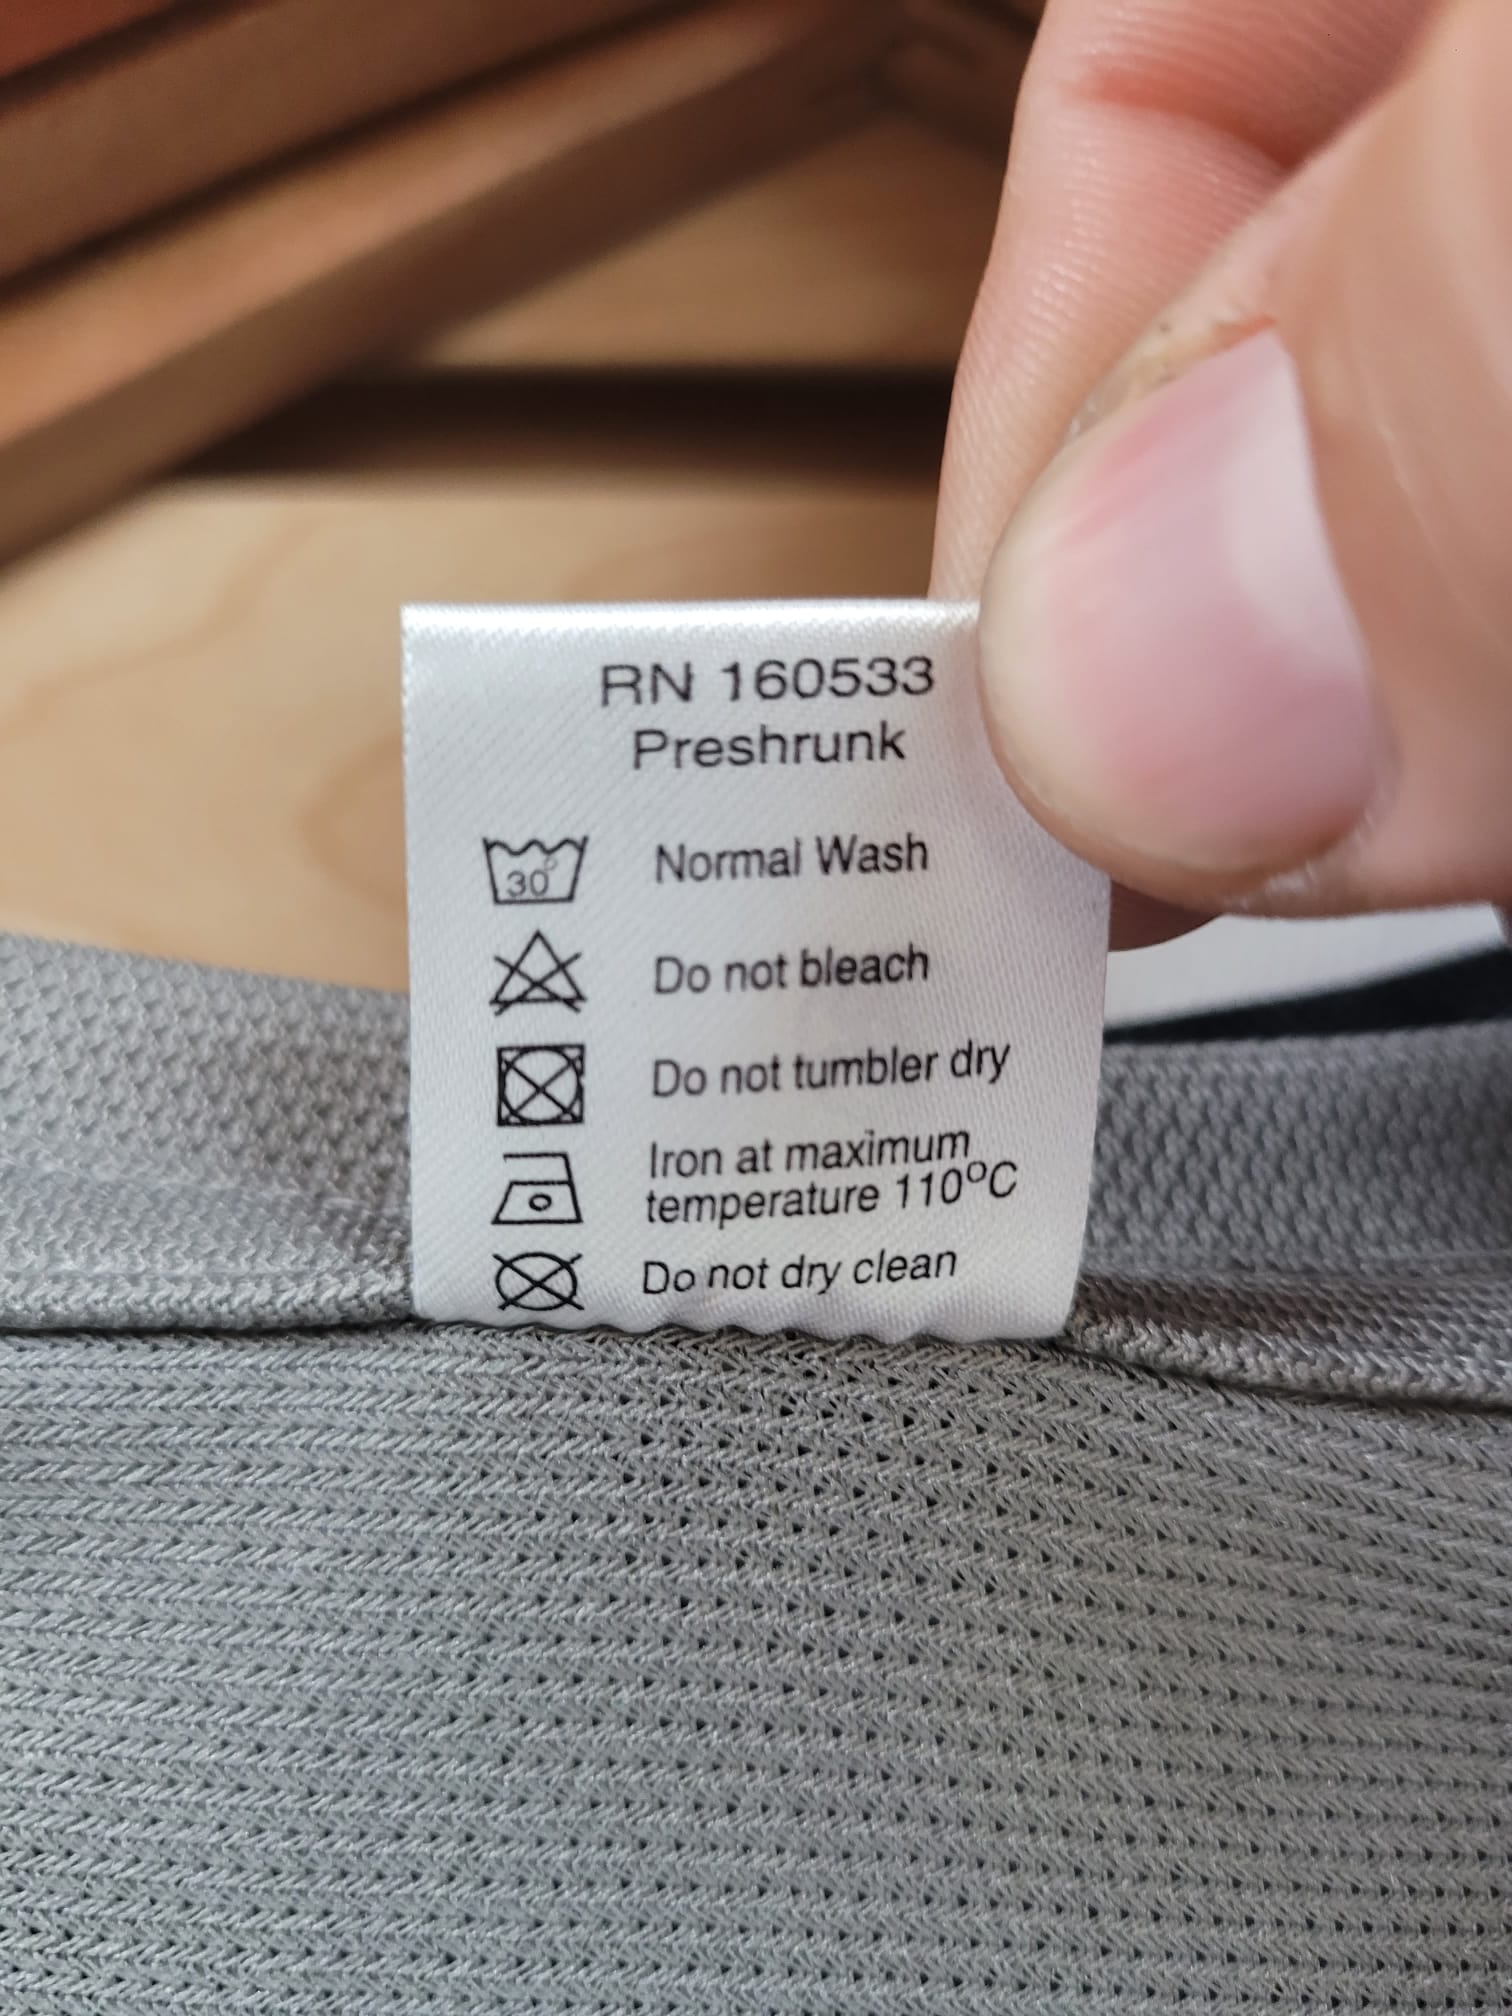 RN 160533
Preshrunk
30° Normal Wash
Do not bleach
Do not tumbler dry
Iron at maximum
temperature 110°C
Do not dry clean